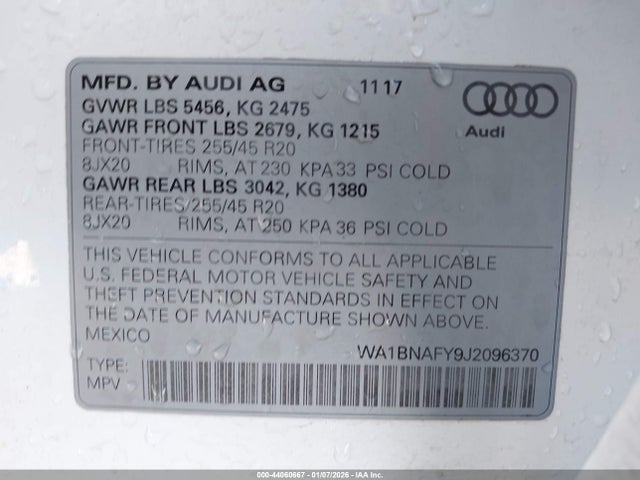 MFD. BY AUDI AG 1117
GVWR LBS 5456, KG 2475
GAWR FRONT LBS 2679, KG 1215
Audi
FRONT-TIRES 255/45 R20
8JX20 RIMS, AT 230 KPA 33 PSI COLD
GAWR REAR LBS 3042, KG 1380
REAR-TIRES 255/45 R20
8JX20 RIMS, AT 250 KPA 36 PSI COLD
THIS VEHICLE CONFORMS TO ALL APPLICABLE
U.S. FEDERAL MOTOR VEHICLE SAFETY AND
THEFT PREVENTION STANDARDS IN EFFECT ON
THE DATE OF MANUFACTURE SHOWN ABOVE.
MEXICO
WA1BNAFY9J2096370
TYPE:
MPV
000-44060667 - 01/07/2026 - IAA Inc.